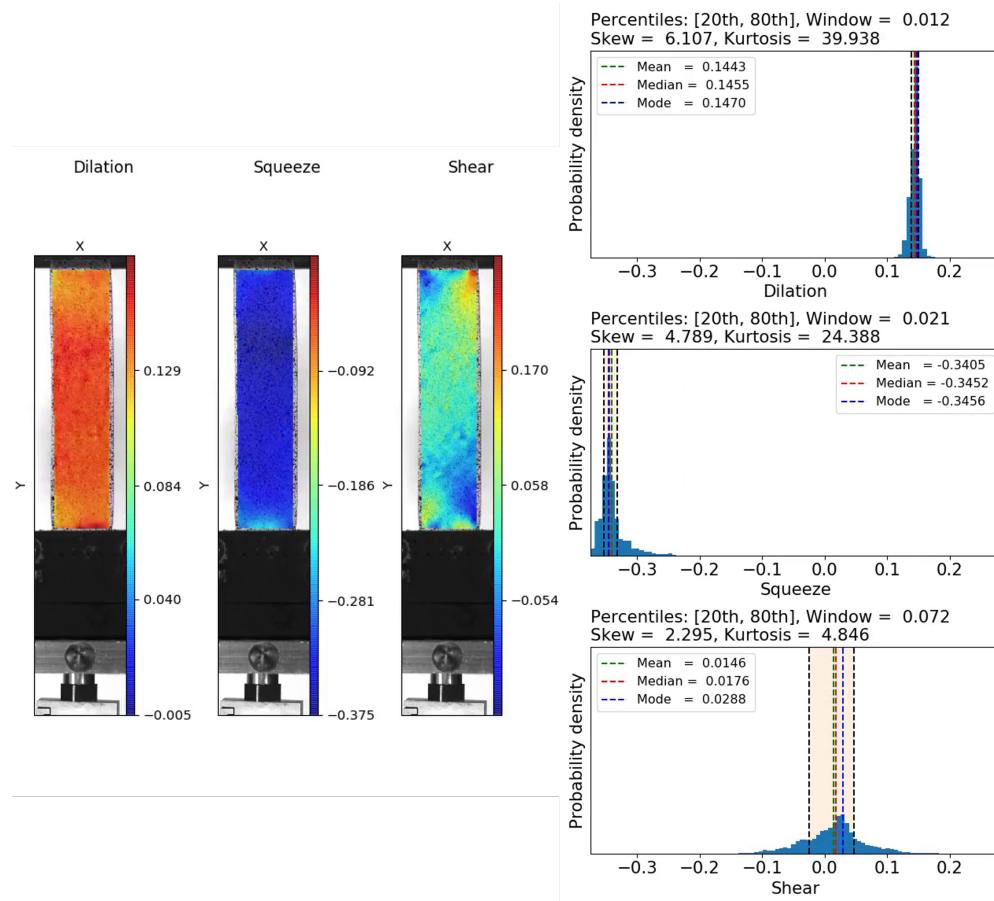 Dilation
X
Y
0.129
0.084
0.040
−0.005
Squeeze
X
Y
−0.092
−0.186
−0.281
−0.375
Shear
X
Y
0.170
0.058
−0.054
Percentiles: [20th, 80th], Window =  0.012
Skew =  6.107, Kurtosis =  39.938
Mean   =  0.1443
Median =  0.1455
Mode   =  0.1470
Probability density
−0.3 −0.2 −0.1 0.0 0.1 0.2
Dilation
Percentiles: [20th, 80th], Window =  0.021
Skew =  4.789, Kurtosis =  24.388
Mean   = -0.3405
Median = -0.3452
Mode   = -0.3456
Probability density
−0.3 −0.2 −0.1 0.0 0.1 0.2
Squeeze
Percentiles: [20th, 80th], Window =  0.072
Skew =  2.295, Kurtosis =  4.846
Mean   =  0.0146
Median =  0.0176
Mode   =  0.0288
Probability density
−0.3 −0.2 −0.1 0.0 0.1 0.2
Shear